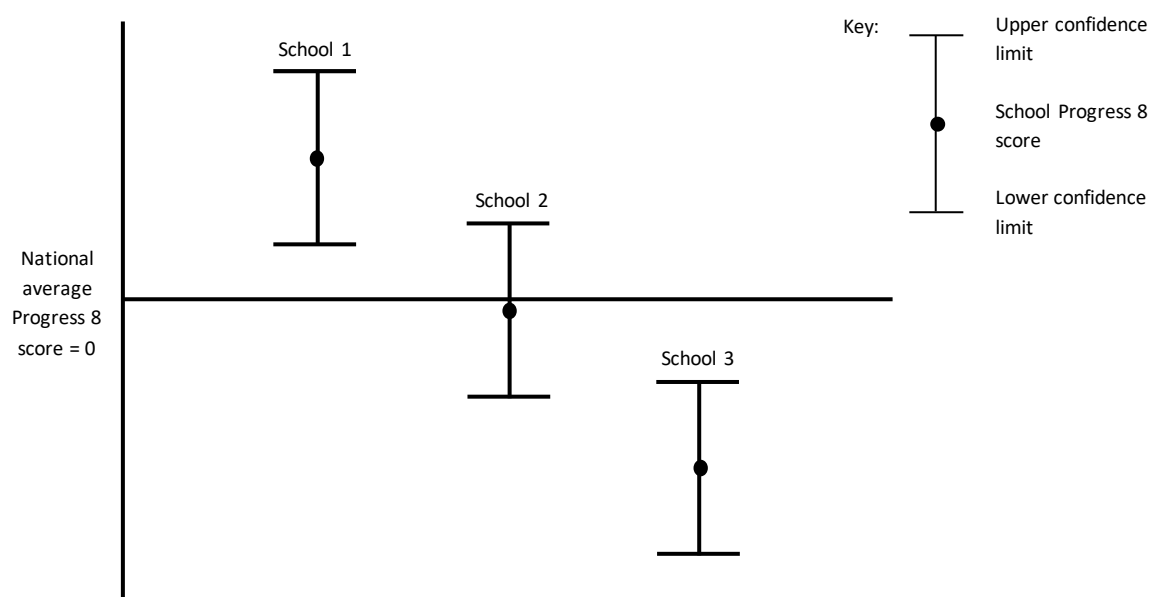 Key:
Upper confidence
limit
School 1
School Progress 8
score
School 2
Lower confidence
limit
National
average
Progress 8
score = 0
School 3